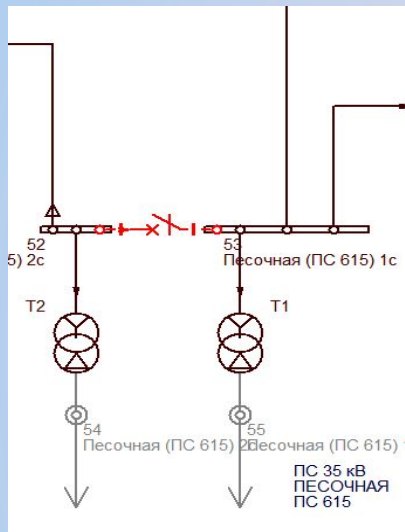 52
5) 2с
53
Песочная (ПС 615) 1с
Т2
Т1
54
Песочная (ПС 615) 2
55
Песочная (ПС 615)
ПС 35 кВ
ПЕСОЧНАЯ
ПС 615